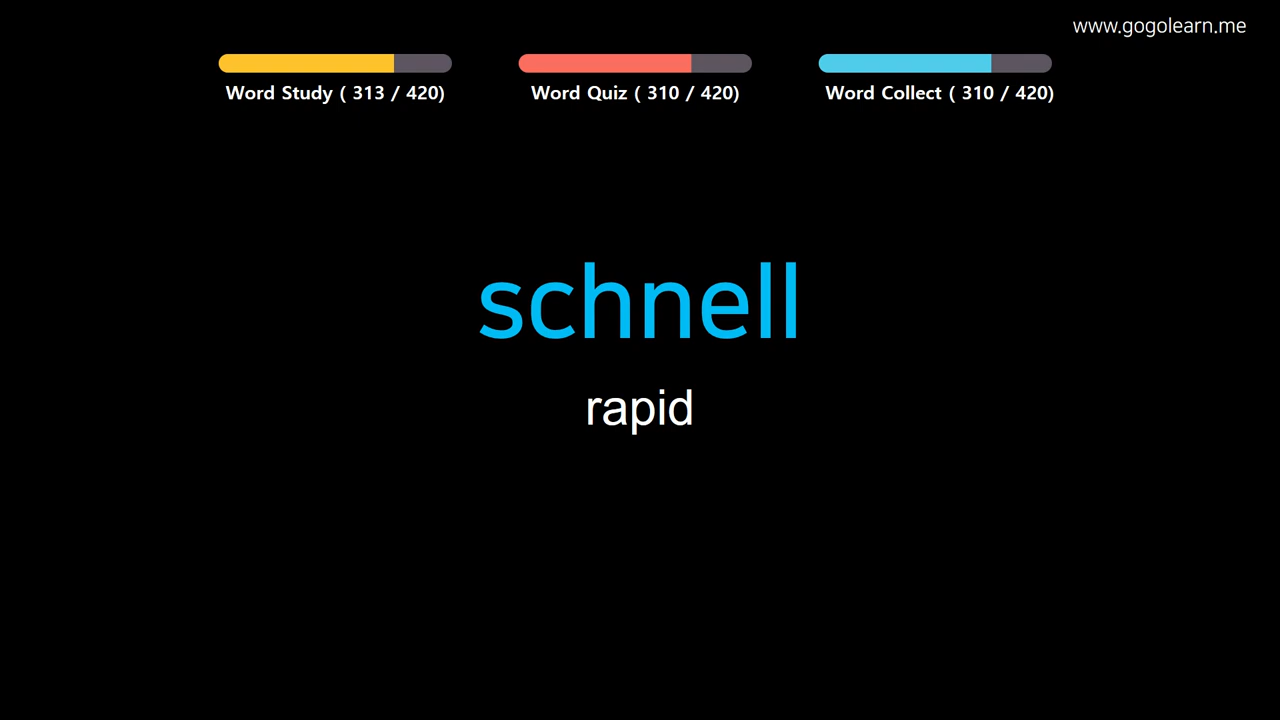 www.gogolearn.me
Word Study ( 313 / 420)
Word Quiz ( 310 / 420)
Word Collect ( 310 / 420)
schnell
rapid